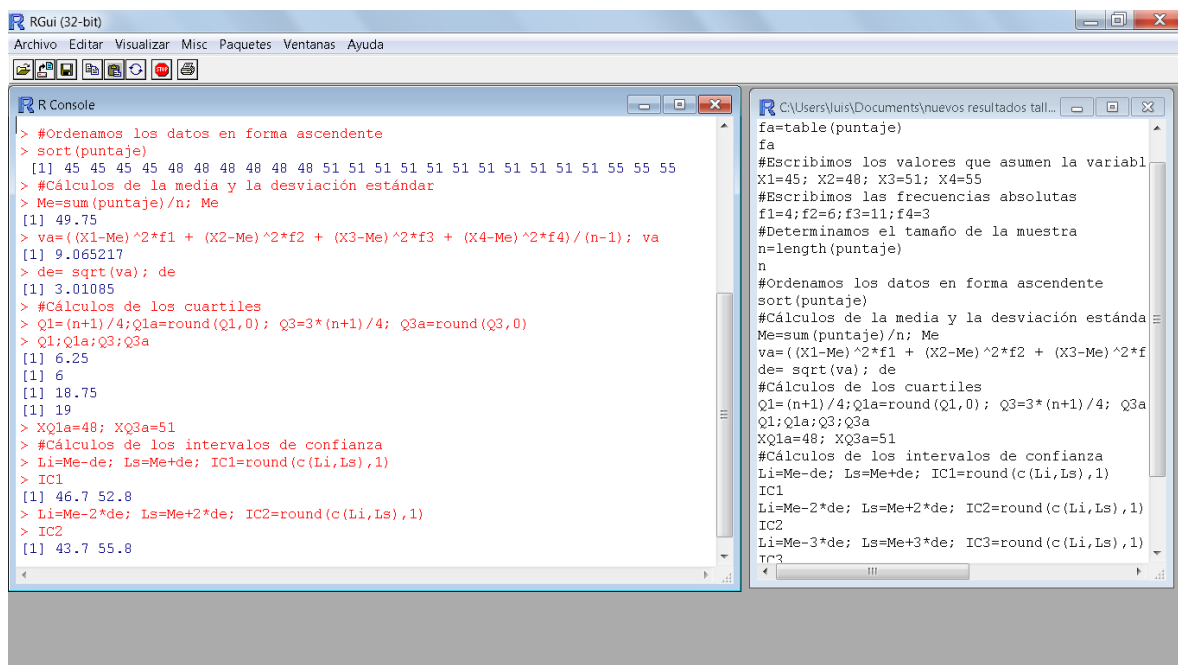 RGui (32-bit)
Archivo Editar Visualizar Misc Paquetes Ventanas Ayuda
STOP
R Console
> #Ordenamos los datos en forma ascendente
> sort(puntaje)
[1] 45 45 45 45 48 48 48 48 48 48 51 51 51 51 51 51 51 51 51 51 51 55 55 55
> #Cálculos de la media y la desviación estándar
> Me=sum(puntaje)/n; Me
[1] 49.75
> va=((X1-Me)^2*f1 + (X2-Me)^2*f2 + (X3-Me)^2*f3 + (X4-Me)^2*f4)/(n-1); va
[1] 9.065217
> de= sqrt(va); de
[1] 3.01085
> #Cálculos de los cuartiles
> Q1=(n+1)/4;Q1a=round(Q1,0); Q3=3*(n+1)/4; Q3a=round(Q3,0)
> Q1;Q1a;Q3;Q3a
[1] 6.25
[1] 6
[1] 18.75
[1] 19
> XQ1a=48; XQ3a=51
> #Cálculos de los intervalos de confianza
> Li=Me-de; Ls=Me+de; IC1=round(c(Li,Ls),1)
> IC1
[1] 46.7 52.8
> Li=Me-2*de; Ls=Me+2*de; IC2=round(c(Li,Ls),1)
> IC2
[1] 43.7 55.8
C:\Users\luis\Documents\nuevos resultados tall...
fa=table(puntaje)
fa
#Escribimos los valores que asumen la variabl
X1=45; X2=48; X3=51; X4=55
#Escribimos las frecuencias absolutas
f1=4;f2=6;f3=11;f4=3
#Determinamos el tamaño de la muestra
n=length(puntaje)
n
#Ordenamos los datos en forma ascendente
sort(puntaje)
#Cálculos de la media y la desviación estánda
Me=sum(puntaje)/n; Me
va=((X1-Me)^2*f1 + (X2-Me)^2*f2 + (X3-Me)^2*f
de= sqrt(va); de
#Cálculos de los cuartiles
Q1=(n+1)/4;Q1a=round(Q1,0); Q3=3*(n+1)/4; Q3a
Q1;Q1a;Q3;Q3a
XQ1a=48; XQ3a=51
#Cálculos de los intervalos de confianza
Li=Me-de; Ls=Me+de; IC1=round(c(Li,Ls),1)
IC1
Li=Me-2*de; Ls=Me+2*de; IC2=round(c(Li,Ls),1)
IC2
Li=Me-3*de; Ls=Me+3*de; IC3=round(c(Li,Ls),1)
IC3